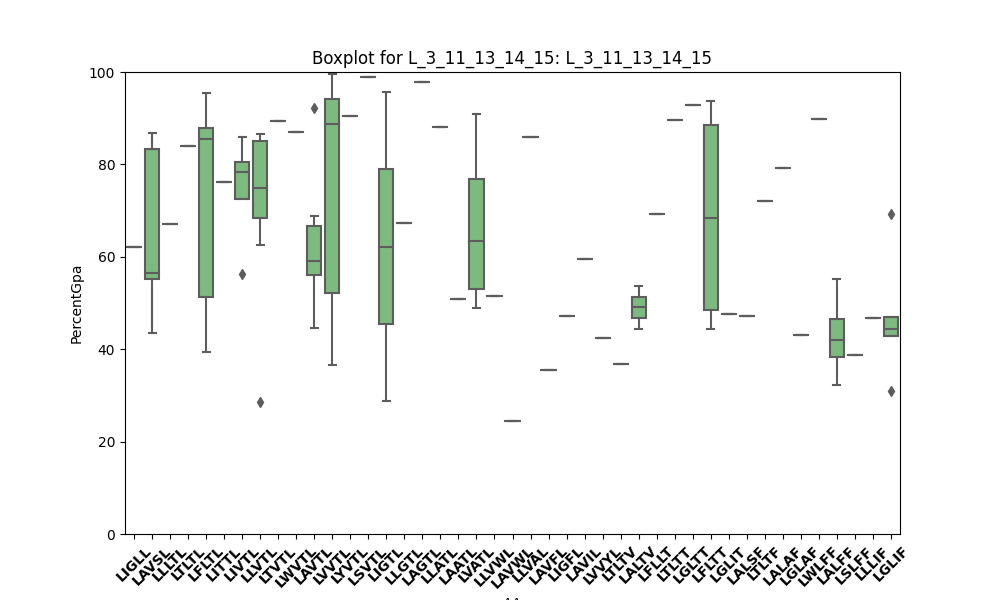 Boxplot for L_3_11_13_14_15: L_3_11_13_14_15
PercentGpa
100
80
60
40
20
0
LIGLL
LAVSL
LLLTL
LTLTL
LFLTL
LITTL
LIVTL
LLVTL
LTVTL
LWVTL
LAVTL
LVVTL
LYVTL
LSVTL
LIGTL
LLGTL
LAGTL
LLATL
LAATL
LVATL
LLVWL
LAVWL
LLVAL
LAVFL
LIGFL
LAVIL
LVVYL
LTLTV
LALTV
LFLLT
LTLTT
LGLTT
LFLTT
LGLIT
LALSF
LTLTF
LALAF
LGLAF
LWLFF
LALFF
LSLFF
LLLIF
LGLIF